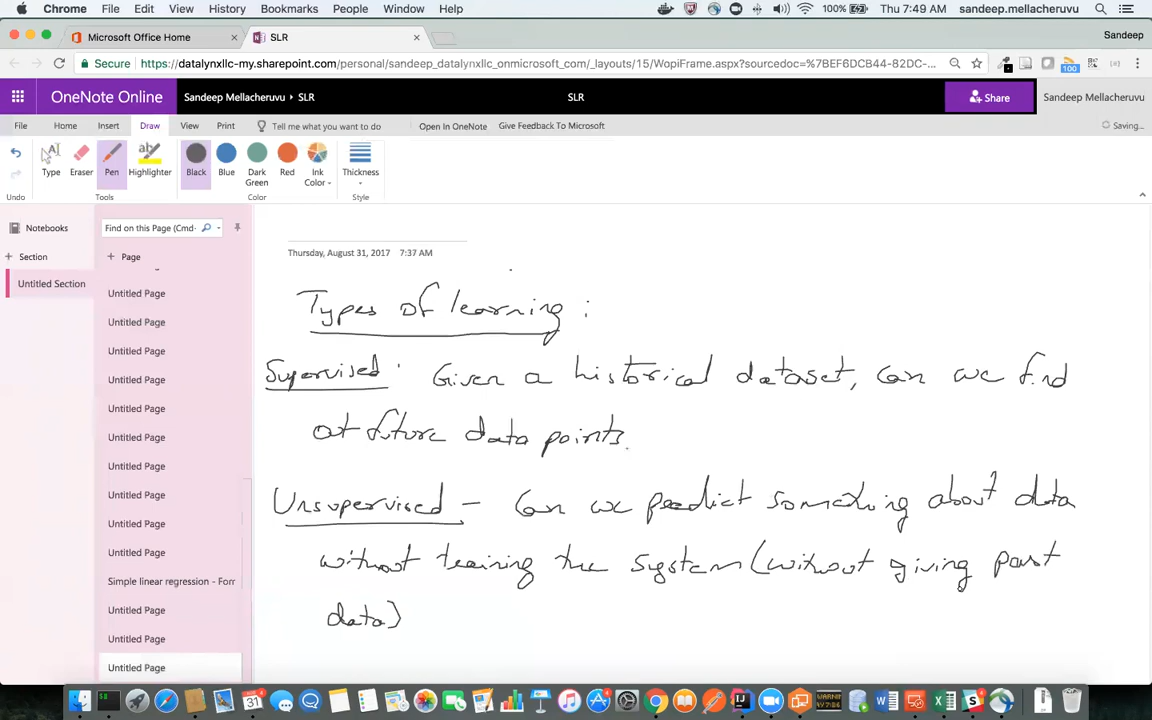 Chrome File Edit View History Bookmarks People Window Help 100% Thu 7:49 AM sandeep.mellacheruvu
Microsoft Office Home × SLR × Sandeep
Secure https://datalynxllc-my.sharepoint.com/personal/sandeep_datalynxllc_onmicrosoft_com/_layouts/15/WopiFrame.aspx?sourcedoc=%7BEF6DCB44-82DC-... 100
OneNote Online Sandeep Mellacheruvu ▸ SLR SLR Share Sandeep Mellacheruvu
File Home Insert Draw View Print Tell me what you want to do Open In OneNote Give Feedback To Microsoft Saving...
Type Eraser Pen Highlighter Black Blue Dark Green Red Ink Color Thickness
Undo Tools Color Style
Notebooks Find on this Page (Cmd-
+ Section + Page
Untitled Section
Thursday, August 31, 2017 7:37 AM
Untitled Page
Untitled Page
Untitled Page
Untitled Page
Untitled Page
Untitled Page
Untitled Page
Untitled Page
Untitled Page
Untitled Page
Simple linear regression - Forr
Untitled Page
Untitled Page
Untitled Page
Types of learning :
Supervised : Given a historical dataset, can we find
out future data points.
Unsupervised - Can we predict something about data
without training the system (without giving past
data)
31